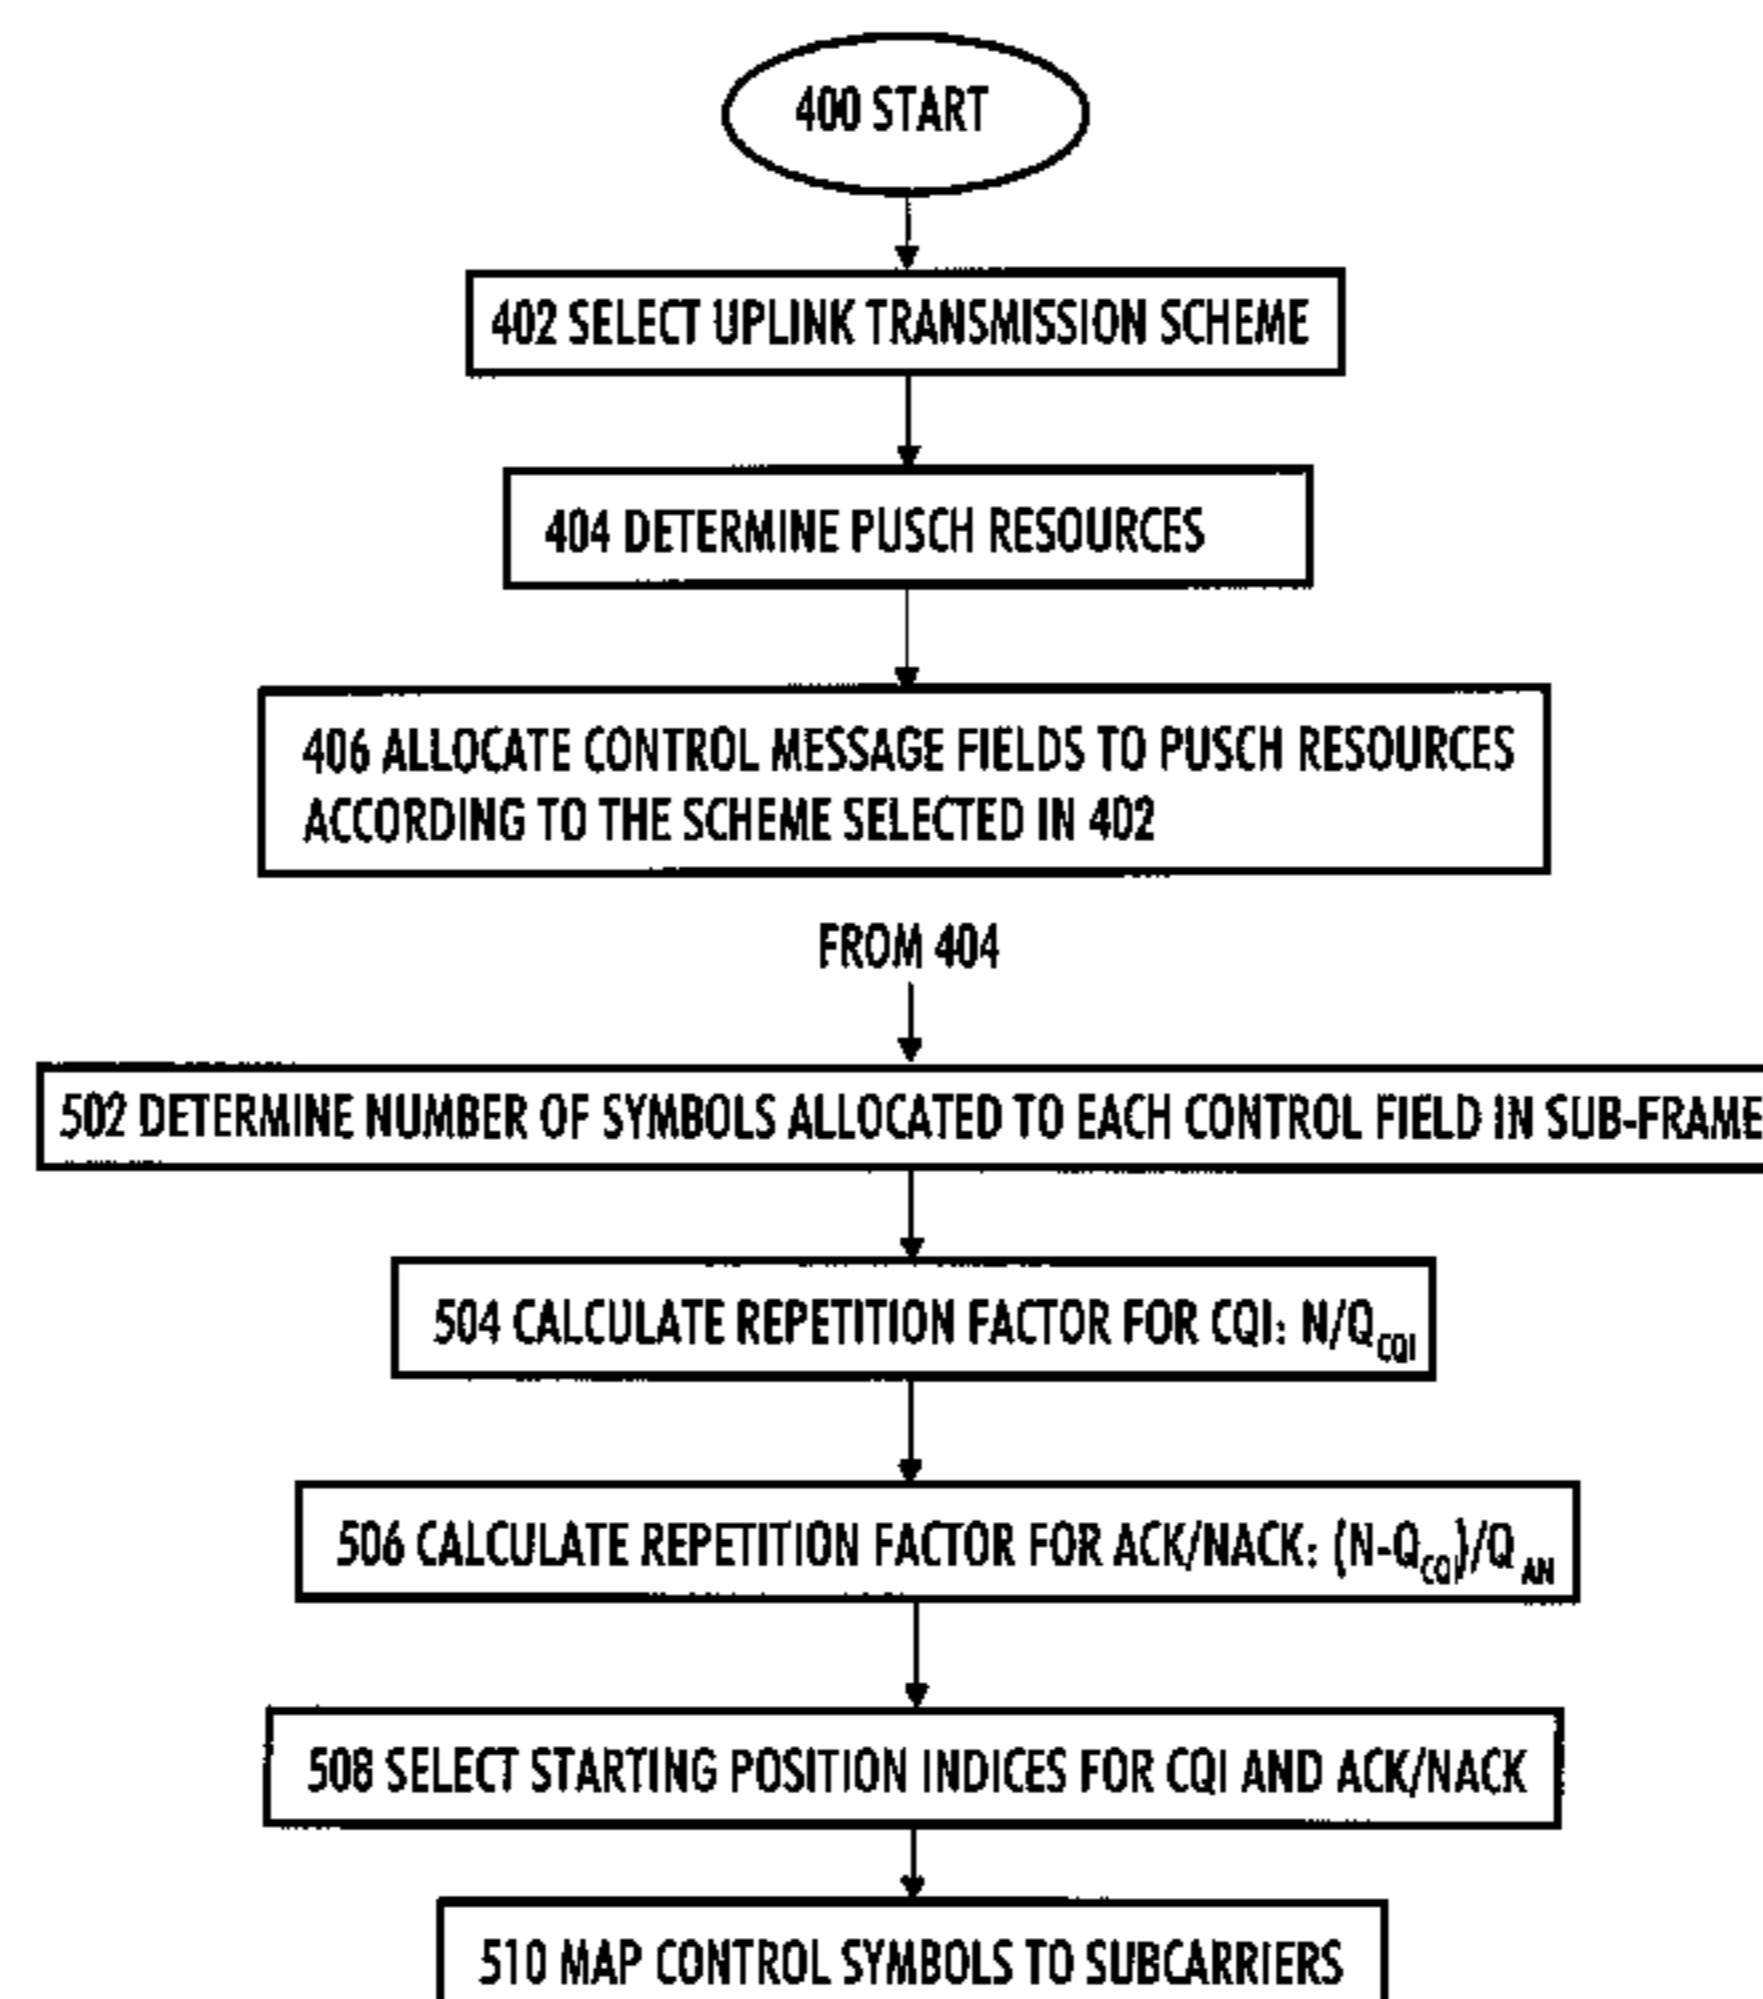 400 START
402 SELECT UPLINK TRANSMISSION SCHEME
404 DETERMINE PUSCH RESOURCES
406 ALLOCATE CONTROL MESSAGE FIELDS TO PUSCH RESOURCES
ACCORDING TO THE SCHEME SELECTED IN 402
FROM 404
502 DETERMINE NUMBER OF SYMBOLS ALLOCATED TO EACH CONTROL FIELD IN SUB-FRAME
504 CALCULATE REPETITION FACTOR FOR CQI: N/Q_CQI
506 CALCULATE REPETITION FACTOR FOR ACK/NACK: (N-Q_CQI)/Q_AN
508 SELECT STARTING POSITION INDICES FOR CQI AND ACK/NACK
510 MAP CONTROL SYMBOLS TO SUBCARRIERS